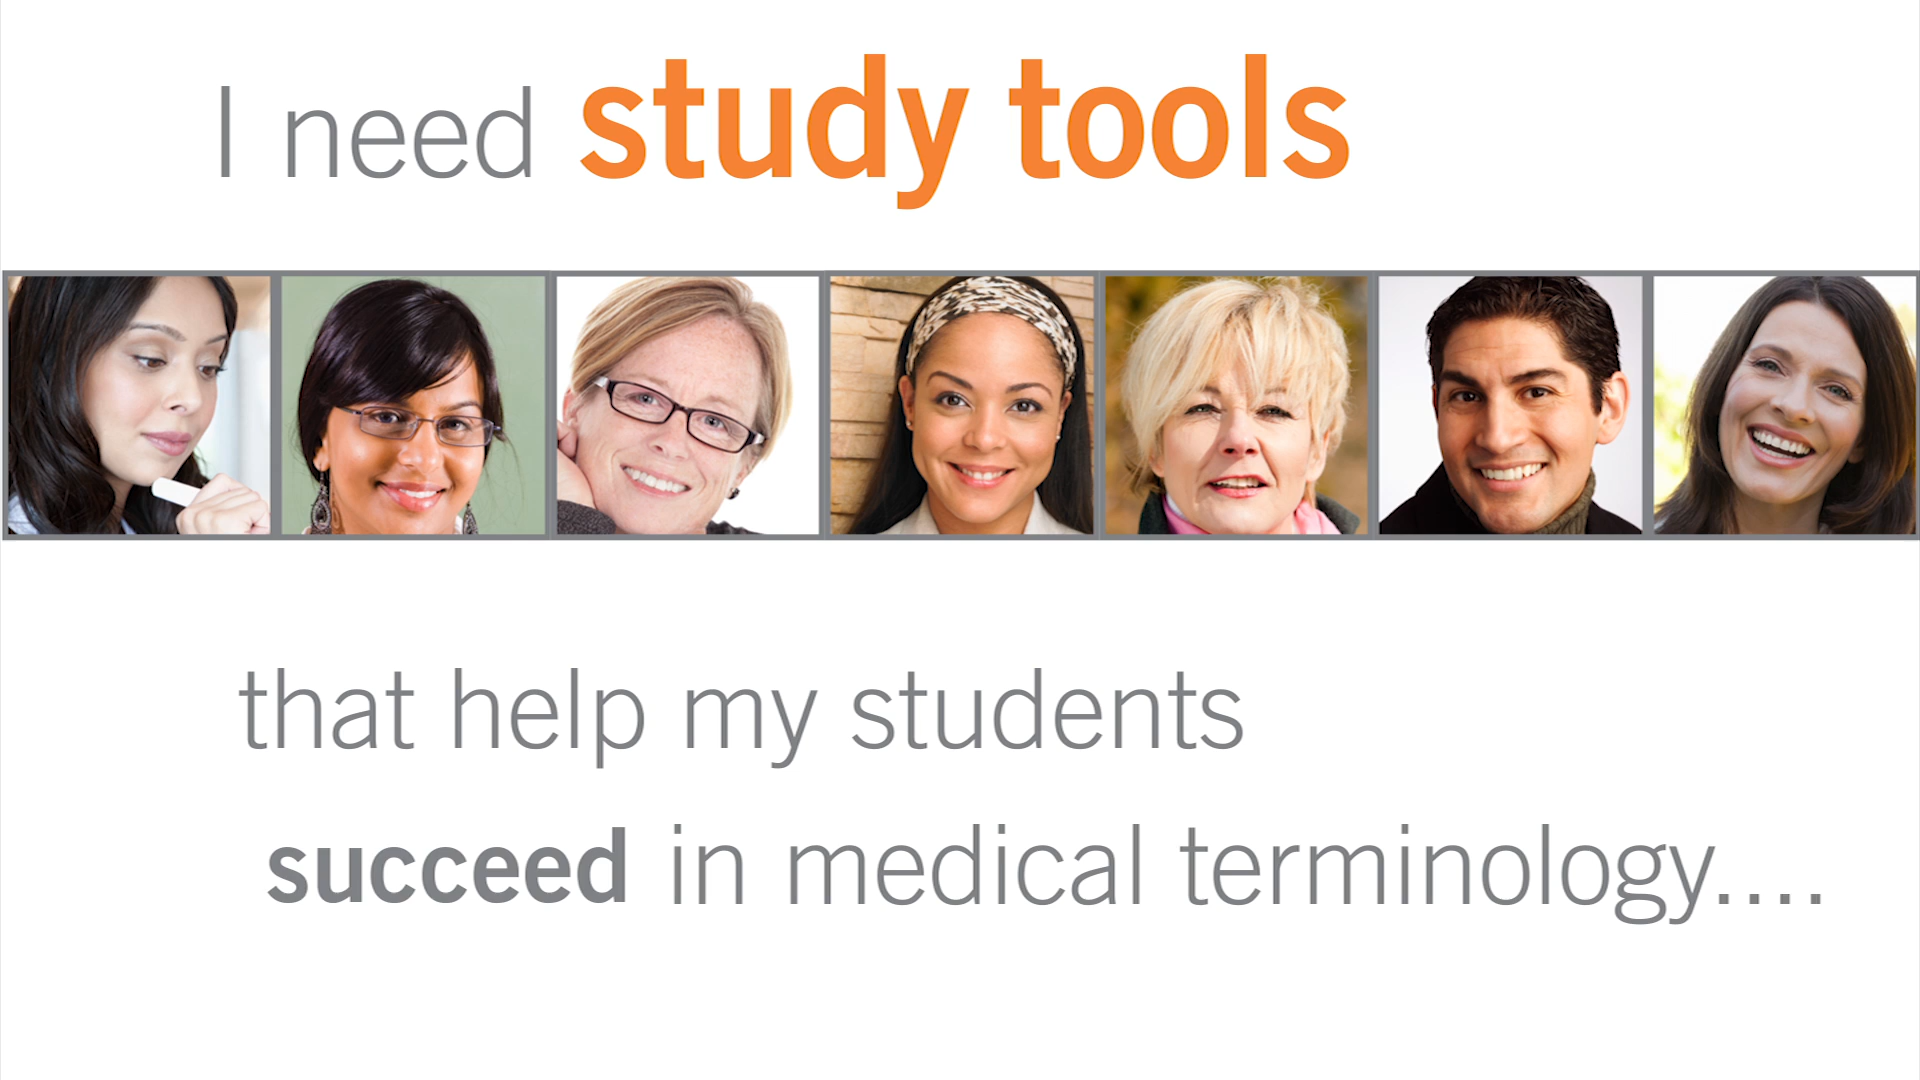 I need study tools
that help my students
succeed in medical terminology....